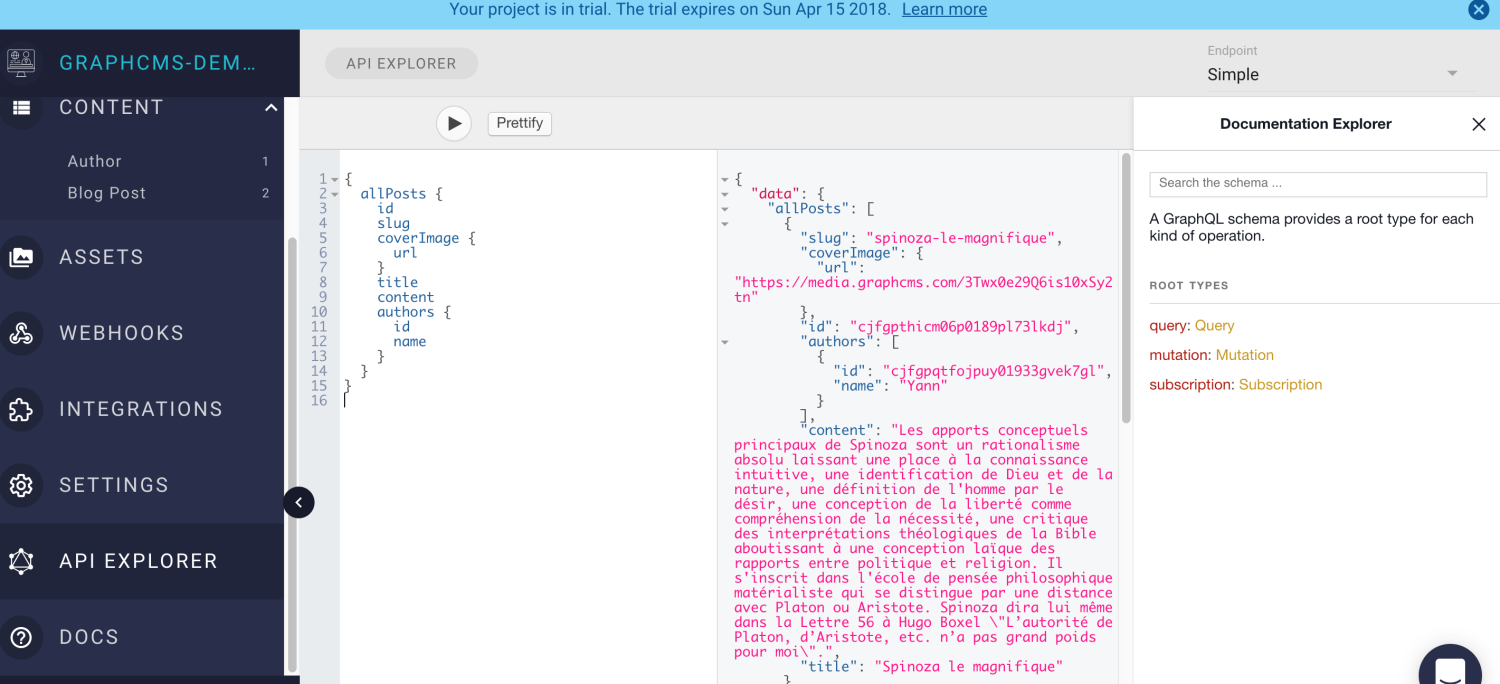 Your project is in trial. The trial expires on Sun Apr 15 2018. Learn more
GRAPHCMS-DEM...
CONTENT
Author 1
Blog Post 2
ASSETS
WEBHOOKS
INTEGRATIONS
SETTINGS
API EXPLORER
DOCS
API EXPLORER
Endpoint
Simple
Prettify
1 {
2 allPosts {
3 id
4 slug
5 coverImage {
6 url
7 }
8 title
9 content
10 authors {
11 id
12 name
13 }
14 }
15 }
16
{
"data": {
"allPosts": [
{
"slug": "spinoza-le-magnifique",
"coverImage": {
"url":
"https://media.graphcms.com/3Twx0e29Q6is10xSy2
tn"
},
"id": "cjfgpthicm06p0189pl73lkdj",
"authors": [
{
"id": "cjfgpqtfojpuy01933gvek7gl",
"name": "Yann"
}
],
"content": "Les apports conceptuels
principaux de Spinoza sont un rationalisme
absolu laissant une place à la connaissance
intuitive, une identification de Dieu et de la
nature, une définition de l'homme par le
désir, une conception de la liberté comme
compréhension de la nécessité, une critique
des interprétations théologiques de la Bible
aboutissant à une conception laïque des
rapports entre politique et religion. Il
s'inscrit dans l'école de pensée philosophique
matérialiste qui se distingue par une distance
avec Platon ou Aristote. Spinoza dira lui même
dans la Lettre 56 à Hugo Boxel \"L’autorité de
Platon, d’Aristote, etc. n’a pas grand poids
pour moi\".",
"title": "Spinoza le magnifique"
}
Documentation Explorer
Search the schema ...
A GraphQL schema provides a root type for each
kind of operation.
ROOT TYPES
query: Query
mutation: Mutation
subscription: Subscription